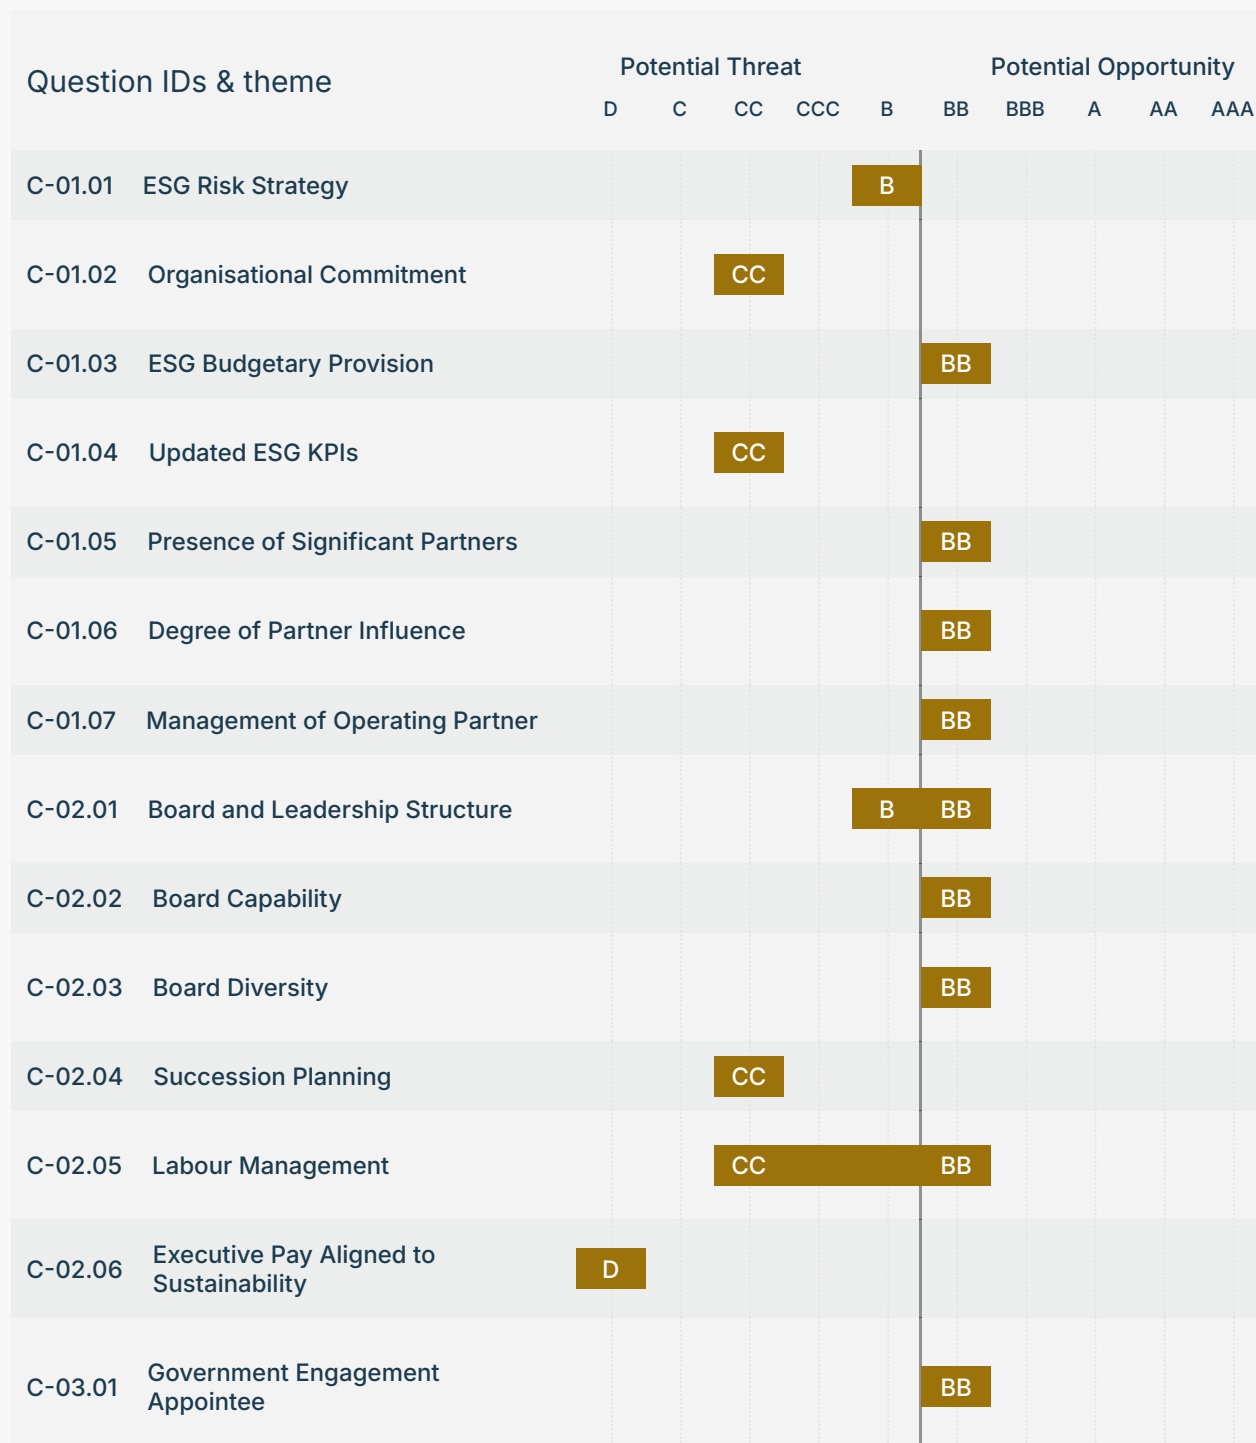 Question IDs & theme
Potential Threat Potential Opportunity
D C CC CCC B BB BBB A AA AAA
C-01.01 ESG Risk Strategy B
C-01.02 Organisational Commitment CC
C-01.03 ESG Budgetary Provision BB
C-01.04 Updated ESG KPIs CC
C-01.05 Presence of Significant Partners BB
C-01.06 Degree of Partner Influence BB
C-01.07 Management of Operating Partner BB
C-02.01 Board and Leadership Structure B BB
C-02.02 Board Capability BB
C-02.03 Board Diversity BB
C-02.04 Succession Planning CC
C-02.05 Labour Management CC BB
C-02.06 Executive Pay Aligned to
Sustainability D
C-03.01 Government Engagement
Appointee BB